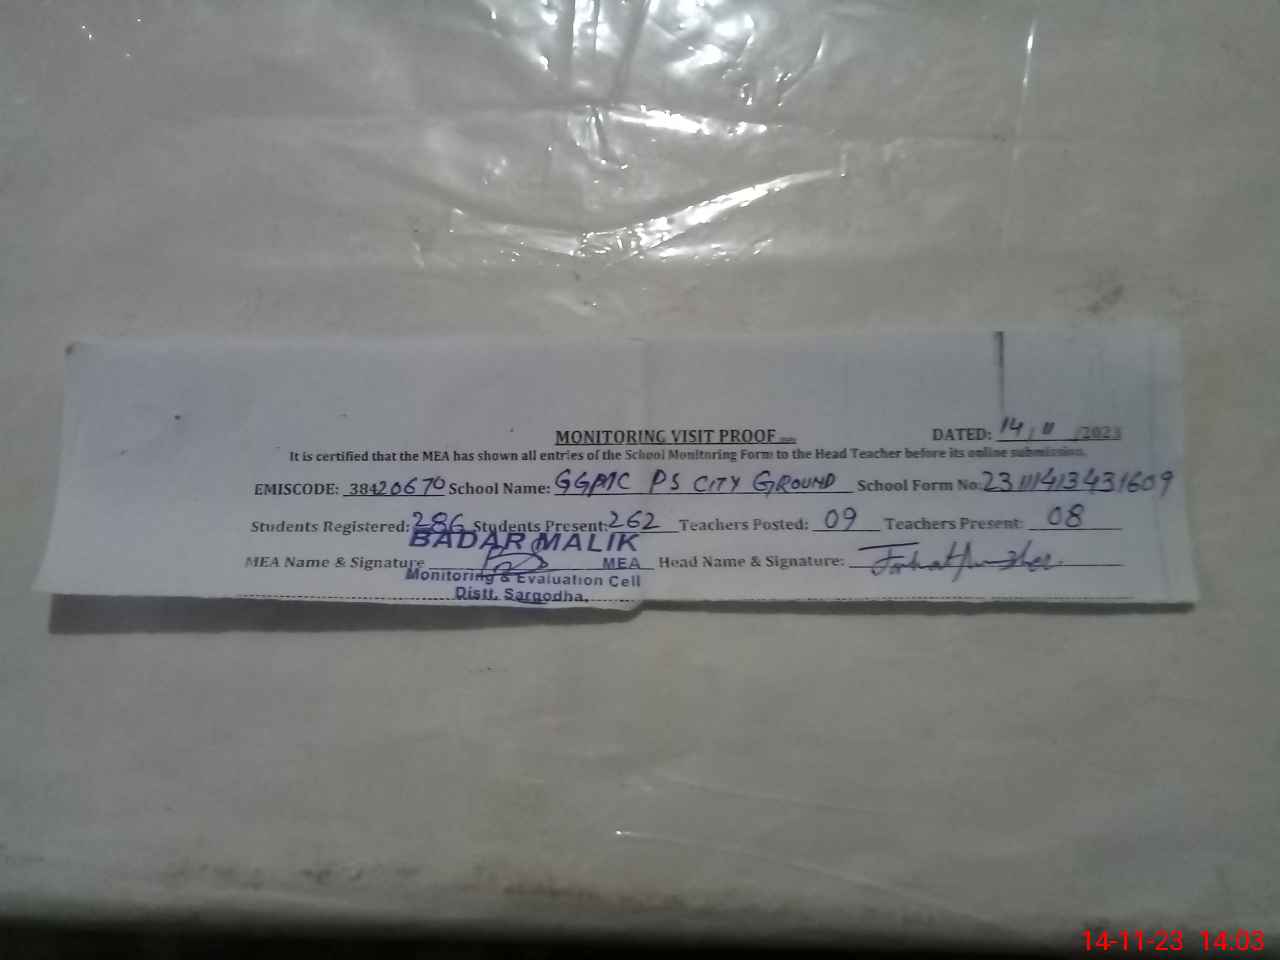 MONITORING VISIT PROOF
DATED: 14/11/2023
It is certified that the MEA has shown all entries of the School Monitoring Form to the Head Teacher before its online submission.
EMISCODE: 38420670 School Name: GGPMC PS CITY GROUND School Form No: 23111413431609
Students Registered: 286 Students Present: 262 Teachers Posted: 09 Teachers Present: 08
BADAR MALIK
MEA Name & Signature MEA Head Name & Signature:
Monitoring & Evaluation Cell
Distt. Sargodha.
14-11-23 14:03